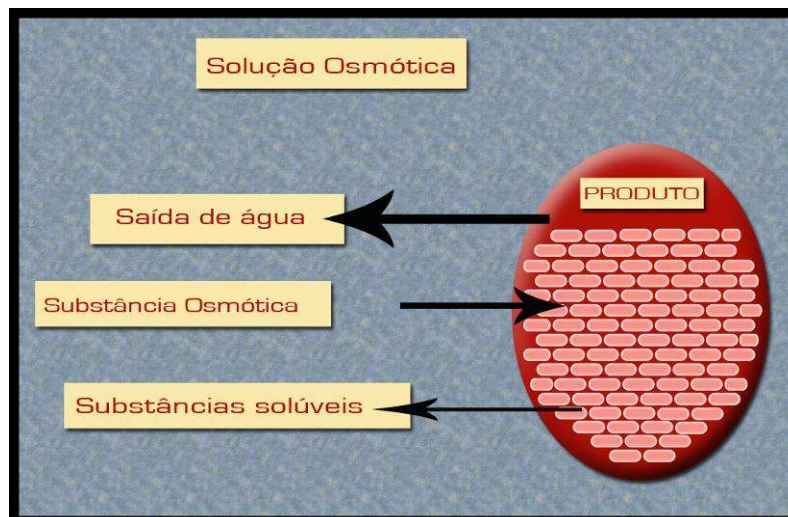 Solução Osmótica
PRODUTO
Saída de água
Substância Osmótica
Substâncias solúveis